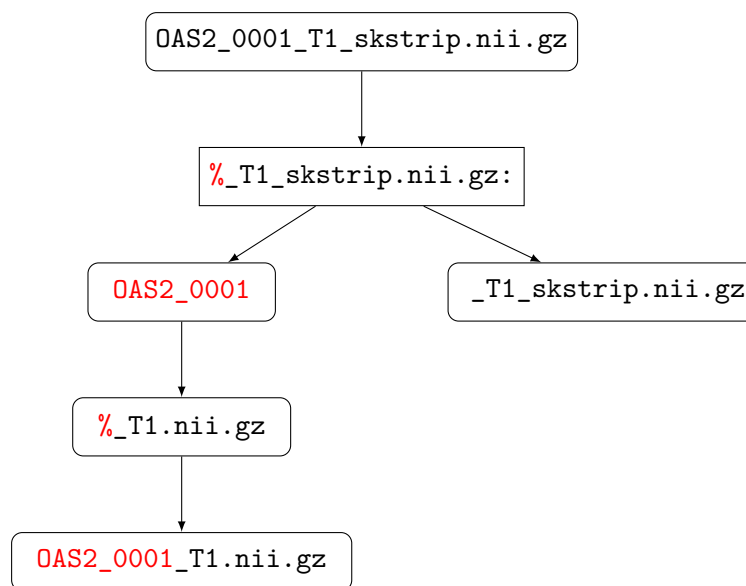 OAS2_0001_T1_skstrip.nii.gz
%_T1_skstrip.nii.gz:
OAS2_0001
_T1_skstrip.nii.gz
%_T1.nii.gz
OAS2_0001_T1.nii.gz